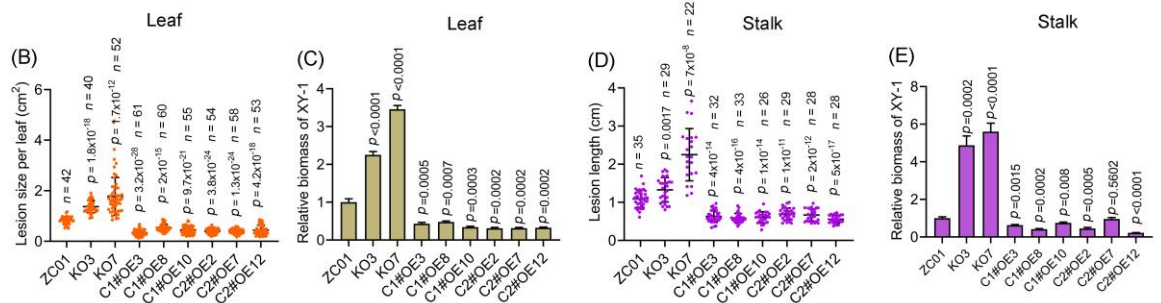 Leaf
(B)
Lesion size per leaf (cm²)
6
4
2
0
n = 42
p = 1.8x10⁻¹⁸ n = 40
p = 1.7x10⁻¹² n = 52
p = 3.2x10⁻²⁸ n = 61
p = 2x10⁻¹⁵ n = 60
p = 9.7x10⁻²¹ n = 55
p = 3.8x10⁻²⁴ n = 54
p = 1.3x10⁻²⁴ n = 58
p = 4.2x10⁻¹⁸ n = 53
ZC01
KO3
KO7
C1#OE3
C1#OE8
C1#OE10
C2#OE2
C2#OE7
C2#OE12
Leaf
(C)
Relative biomass of XY-1
4
3
2
1
0
p <0.0001
p <0.0001
p =0.0005
p =0.0007
p =0.0003
p =0.0002
p =0.0002
p =0.0002
ZC01
KO3
KO7
C1#OE3
C1#OE8
C1#OE10
C2#OE2
C2#OE7
C2#OE12
Stalk
(D)
Lesion length (cm)
4
3
2
1
0
n = 35
p = 0.0017 n = 29
p = 7x10⁻⁸ n = 22
p = 4x10⁻¹⁴ n = 32
p = 4x10⁻¹⁶ n = 33
p = 1x10⁻¹⁴ n = 26
p = 1x10⁻¹¹ n = 29
p = 2x10⁻¹² n = 28
p = 5x10⁻¹⁷ n = 28
ZC01
KO3
KO7
C1#OE3
C1#OE8
C1#OE10
C2#OE2
C2#OE7
C2#OE12
Stalk
(E)
Relative biomass of XY-1
8
6
4
2
0
p =0.0002
p <0.0001
p =0.0015
p =0.0002
p =0.008
p =0.0005
p =0.5602
p <0.0001
ZC01
KO3
KO7
C1#OE3
C1#OE8
C1#OE10
C2#OE2
C2#OE7
C2#OE12